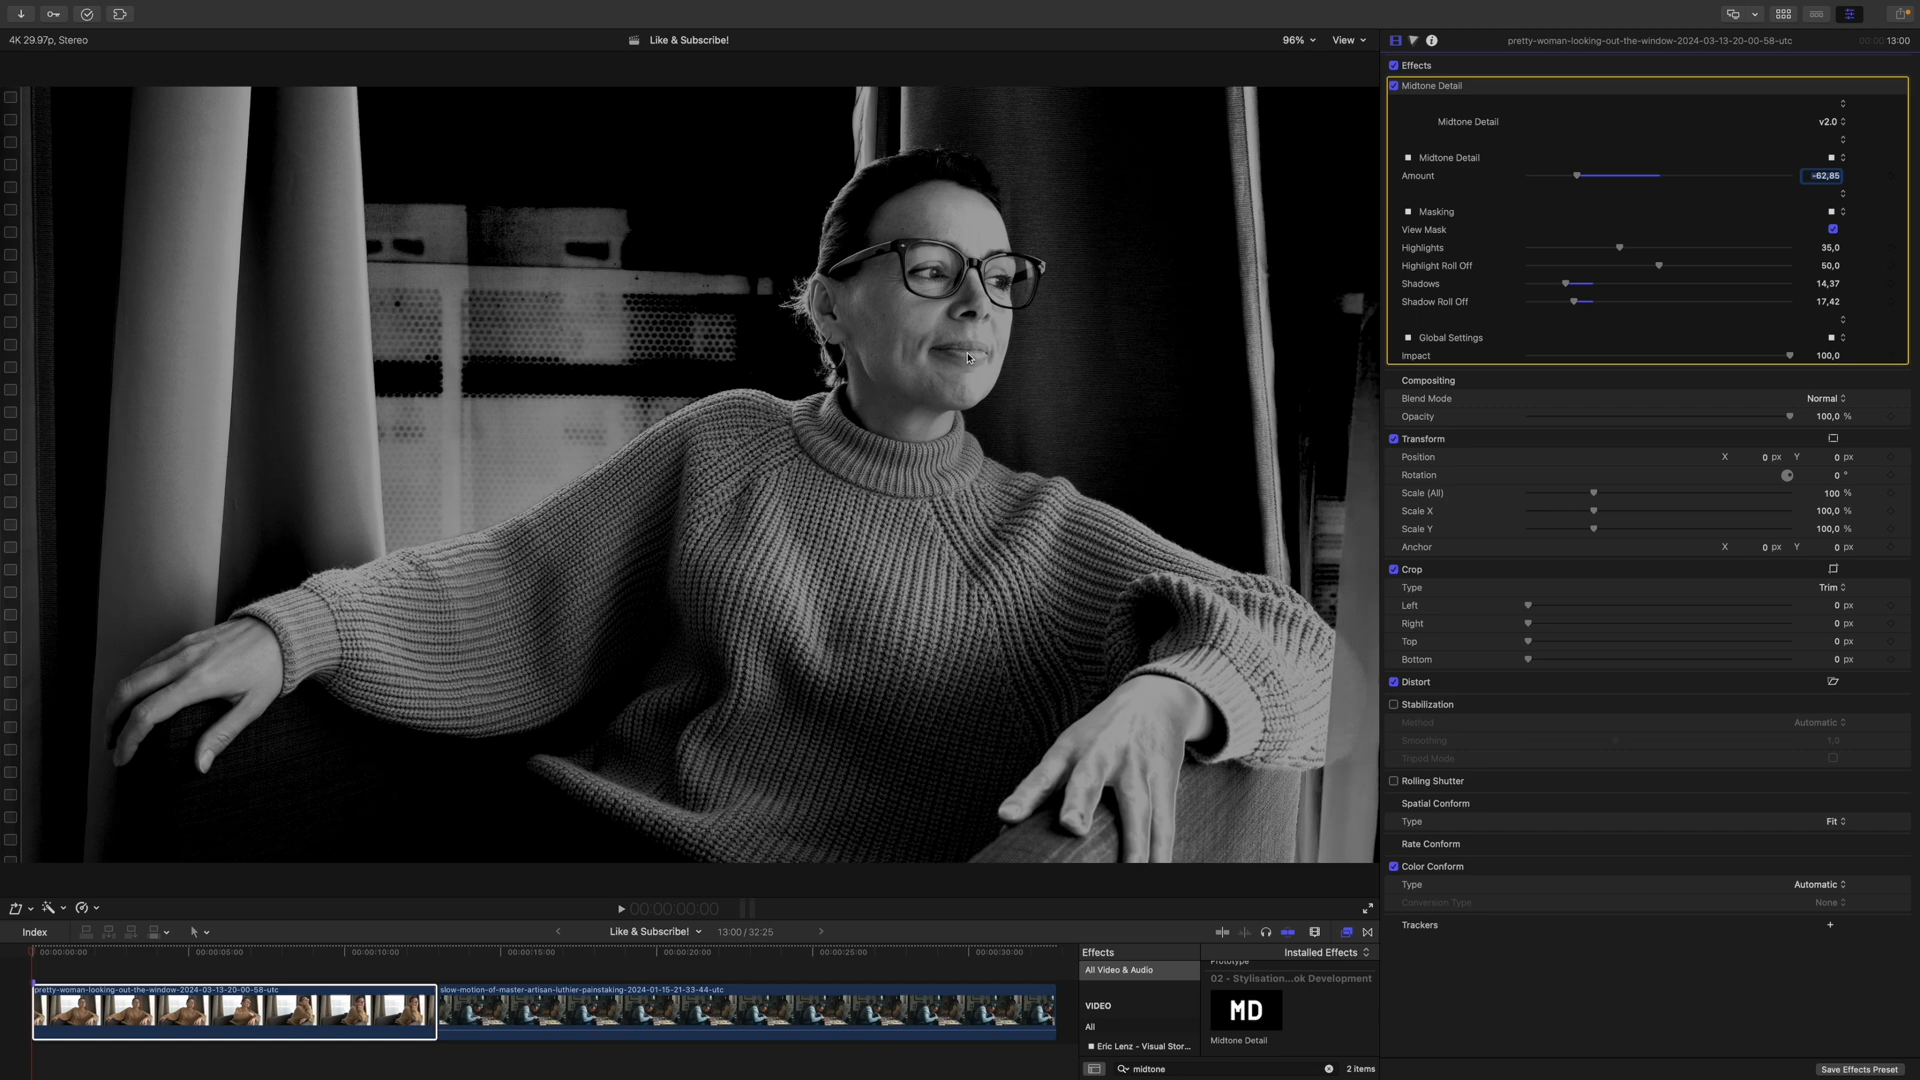 4K 29.97p, Stereo
Like & Subscribe!
96%
View
pretty-woman-looking-out-the-window-2024-03-13-20-00-58-utc
00:00:13:00
Effects
Midtone Detail
Midtone Detail
v2.0
Midtone Detail
Amount
-62,85
Masking
View Mask
Highlights
35,0
Highlight Roll Off
50,0
Shadows
14,37
Shadow Roll Off
17,42
Global Settings
Impact
100,0
Compositing
Blend Mode
Normal
Opacity
100,0 %
Transform
Position
X 0 px Y 0 px
Rotation
0 °
Scale (All)
100 %
Scale X
100,0 %
Scale Y
100,0 %
Anchor
X 0 px Y 0 px
Crop
Type
Trim
Left
0 px
Right
0 px
Top
0 px
Bottom
0 px
Distort
Stabilization
Method
Automatic
Smoothing
1,0
Tripod Mode
Rolling Shutter
Spatial Conform
Type
Fit
Rate Conform
Color Conform
Type
Automatic
Conversion Type
None
Trackers
Save Effects Preset
00:00:00:00
Index
Like & Subscribe!
13:00 / 32:25
00:00:00:00
00:00:05:00
00:00:10:00
00:00:15:00
00:00:20:00
00:00:25:00
00:00:30:00
pretty-woman-looking-out-the-window-2024-03-13-20-00-58-utc
slow-motion-of-master-artisan-luthier-painstaking-2024-01-15-21-33-44-utc
Effects
Installed Effects
All Video & Audio
VIDEO
All
Eric Lenz - Visual Stor...
Prototype
02 - Stylisation...ok Development
MD
Midtone Detail
midtone
2 items